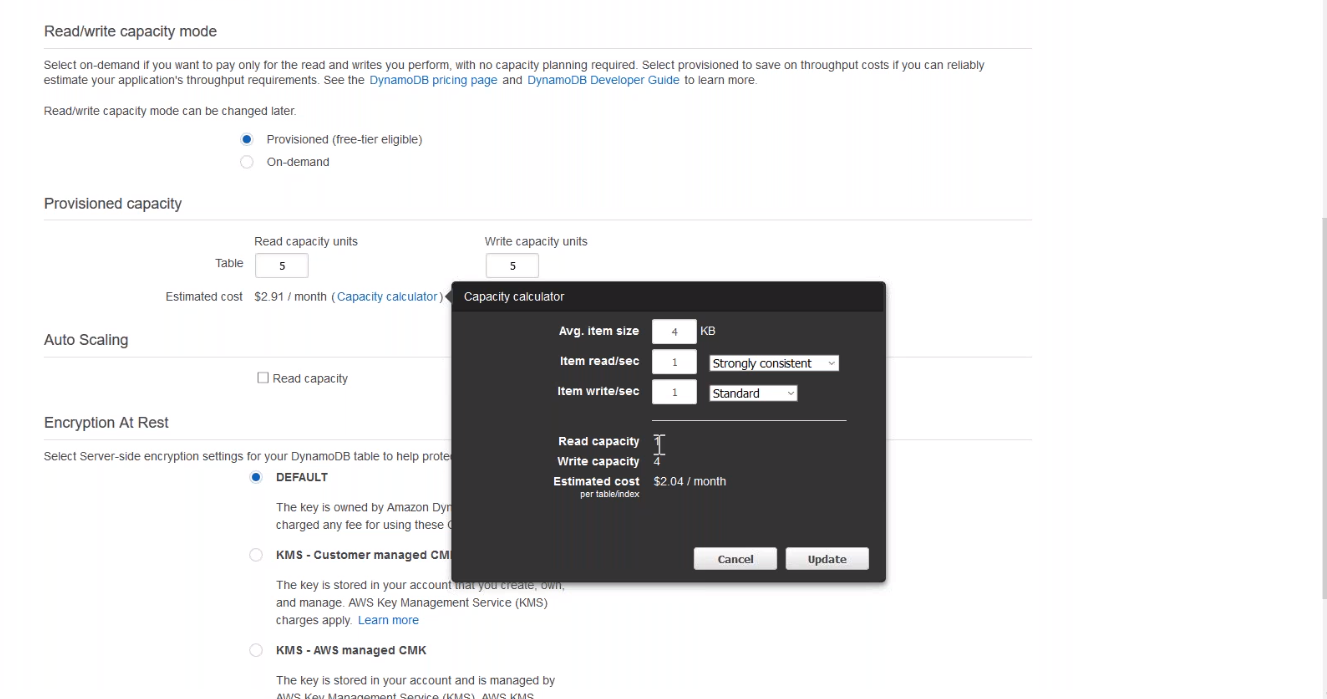 Read/write capacity mode
Select on-demand if you want to pay only for the read and writes you perform, with no capacity planning required. Select provisioned to save on throughput costs if you can reliably
estimate your application's throughput requirements. See the DynamoDB pricing page and DynamoDB Developer Guide to learn more.
Read/write capacity mode can be changed later.
Provisioned (free-tier eligible)
On-demand
Provisioned capacity
Read capacity units Write capacity units
Table 5 5
Estimated cost $2.91 / month (Capacity calculator)
Capacity calculator
Avg. item size 4 KB
Item read/sec 1 Strongly consistent
Item write/sec 1 Standard
Read capacity 1
Write capacity 4
Estimated cost $2.04 / month
per table/index
Cancel Update
Auto Scaling
Read capacity
Encryption At Rest
Select Server-side encryption settings for your DynamoDB table to help
DEFAULT
The key is owned by Amazon
charged any fee for using these
KMS - Customer managed
The key is stored in your account that you create, own,
and manage. AWS Key Management Service (KMS)
charges apply. Learn more
KMS - AWS managed CMK
The key is stored in your account and is managed by
AWS Key Management Service (KMS). AWS KMS